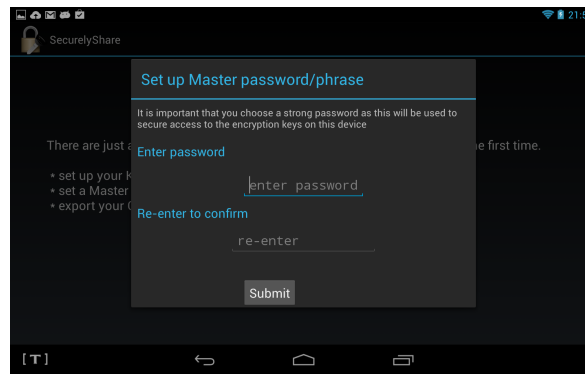 21:5
SecurelyShare
Set up Master password/phrase
It is important that you choose a strong password as this will be used to
secure access to the encryption keys on this device
There are just a
e first time.
Enter password
* set up your K
* set a Master
enter password
* export your
Re-enter to confirm
re-enter
Submit
[T]